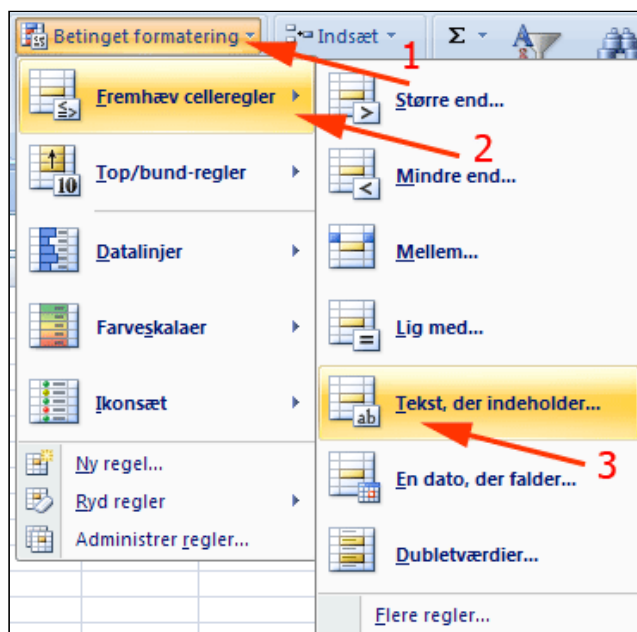 Betinget formatering
Indsæt
Σ
1
Fremhæv celleregler
2
Top/bund-regler
10
Datalinjer
Farveskalaer
Ikonsæt
Ny regel...
Ryd regler
Administrer regler...
Større end...
Mindre end...
Mellem...
Lig med...
Tekst, der indeholder...
ab
3
En dato, der falder...
Dubletværdier...
Flere regler...